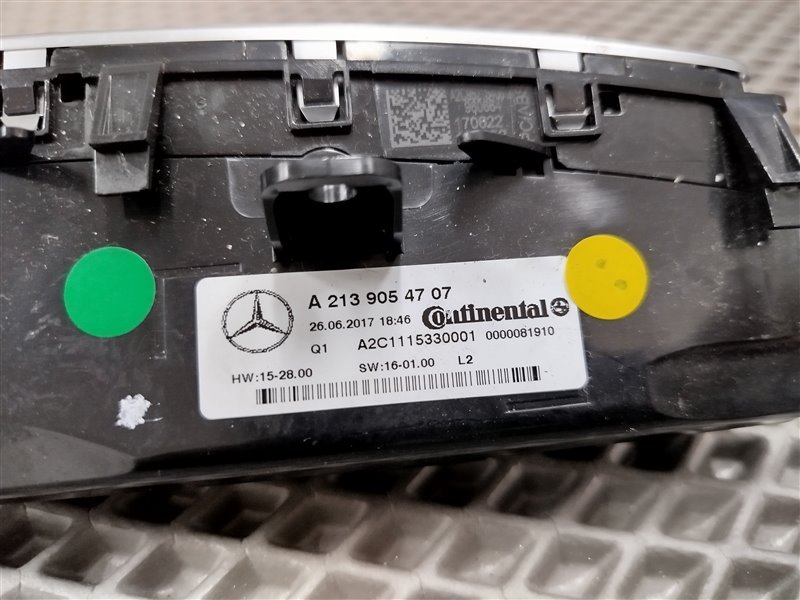 170622
A 213 905 47 07
26.06.2017 18:46 Continental
Q1 A2C1115330001 0000081910
HW:15-28.00 SW:16-01.00 L2